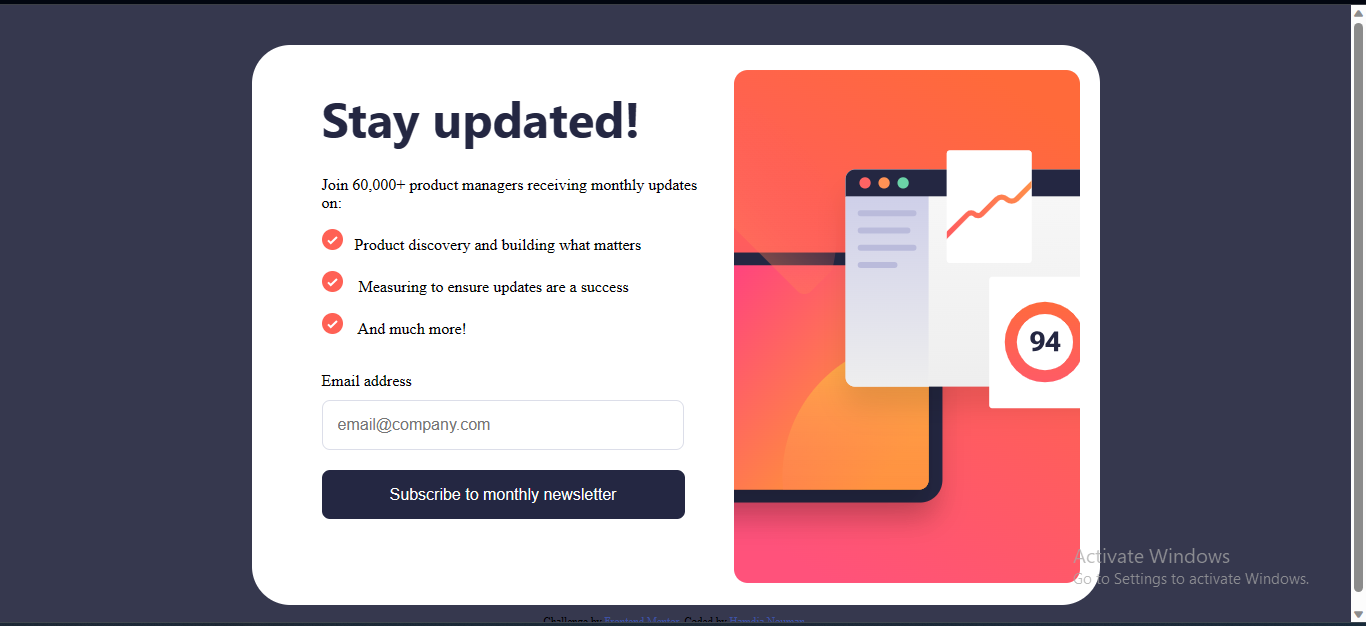 Stay updated!
Join 60,000+ product managers receiving monthly updates
on:
Product discovery and building what matters
Measuring to ensure updates are a success
And much more!
Email address
email@company.com
Subscribe to monthly newsletter
94
Activate Windows
Go to Settings to activate Windows.
Challenge by Frontend Mentor. Coded by